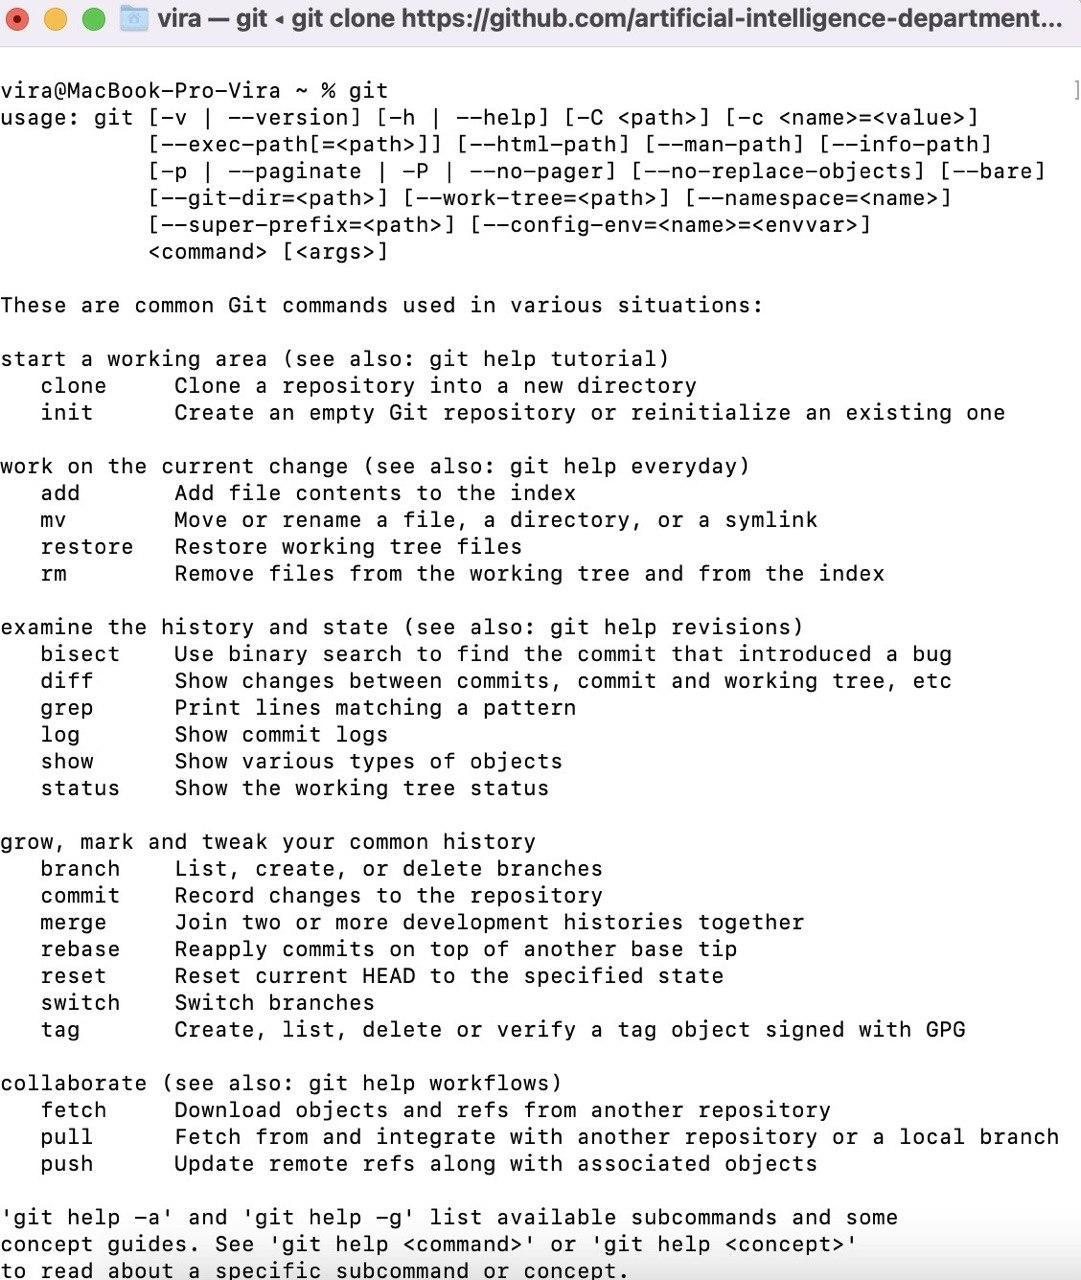 vira — git ◂ git clone https://github.com/artificial-intelligence-department...
vira@MacBook-Pro-Vira ~ % git
usage: git [-v | --version] [-h | --help] [-C <path>] [-c <name>=<value>]
           [--exec-path[=<path>]] [--html-path] [--man-path] [--info-path]
           [-p | --paginate | -P | --no-pager] [--no-replace-objects] [--bare]
           [--git-dir=<path>] [--work-tree=<path>] [--namespace=<name>]
           [--super-prefix=<path>] [--config-env=<name>=<envvar>]
           <command> [<args>]
These are common Git commands used in various situations:
start a working area (see also: git help tutorial)
   clone     Clone a repository into a new directory
   init      Create an empty Git repository or reinitialize an existing one
work on the current change (see also: git help everyday)
   add       Add file contents to the index
   mv        Move or rename a file, a directory, or a symlink
   restore   Restore working tree files
   rm        Remove files from the working tree and from the index
examine the history and state (see also: git help revisions)
   bisect    Use binary search to find the commit that introduced a bug
   diff      Show changes between commits, commit and working tree, etc
   grep      Print lines matching a pattern
   log       Show commit logs
   show      Show various types of objects
   status    Show the working tree status
grow, mark and tweak your common history
   branch    List, create, or delete branches
   commit    Record changes to the repository
   merge     Join two or more development histories together
   rebase    Reapply commits on top of another base tip
   reset     Reset current HEAD to the specified state
   switch    Switch branches
   tag       Create, list, delete or verify a tag object signed with GPG
collaborate (see also: git help workflows)
   fetch     Download objects and refs from another repository
   pull      Fetch from and integrate with another repository or a local branch
   push      Update remote refs along with associated objects
'git help -a' and 'git help -g' list available subcommands and some
concept guides. See 'git help <command>' or 'git help <concept>'
to read about a specific subcommand or concept.